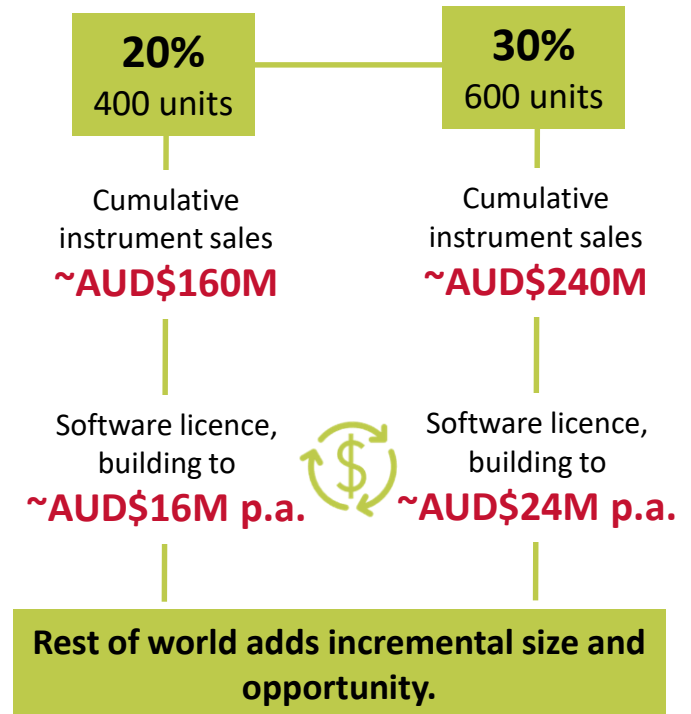 20%
400 units
Cumulative
instrument sales
~AUD$160M
Software licence,
building to
~AUD$16M p.a.
30%
600 units
Cumulative
instrument sales
~AUD$240M
Software licence,
building to
~AUD$24M p.a.
$
Rest of world adds incremental size and
opportunity.